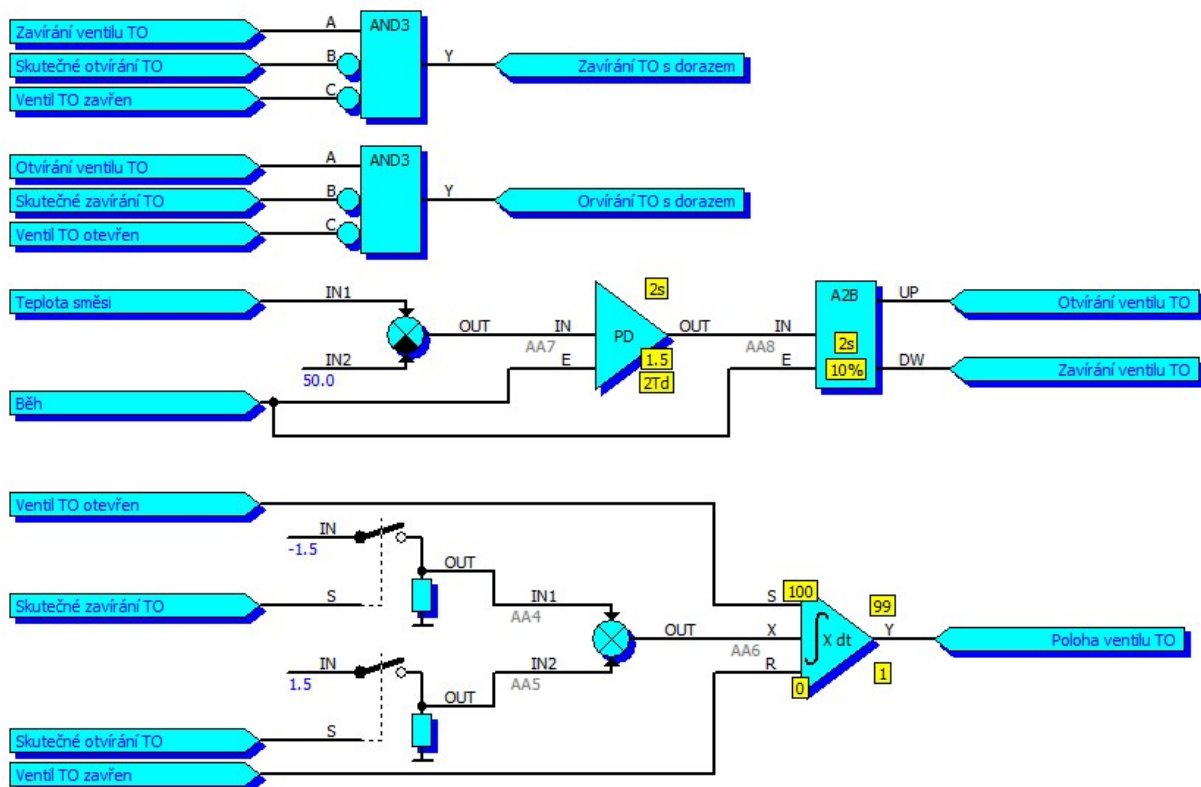 Zavírání ventilu TO
Skutečné otvírání TO
Ventil TO zavřen
A
B
C
AND3
Y
Zavírání TO s dorazem
Otvírání ventilu TO
Skutečné zavírání TO
Ventil TO otevřen
A
B
C
AND3
Y
Orvírání TO s dorazem
Teplota směsi
IN1
IN2
50.0
OUT
AA7
IN
E
PD
2s
1.5
2Td
OUT
AA8
IN
E
A2B
2s
10%
UP
DW
Otvírání ventilu TO
Zavírání ventilu TO
Běh
Ventil TO otevřen
IN
-1.5
OUT
Skutečné zavírání TO
S
IN1
AA4
IN
1.5
OUT
IN2
AA5
Skutečné otvírání TO
S
Ventil TO zavřen
OUT
AA6
S
X
R
100
0
X dt
99
1
Y
Poloha ventilu TO